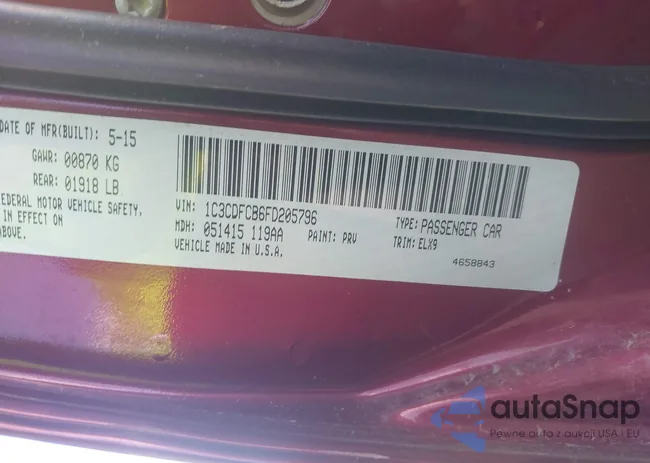 DATE OF MFR(BUILT): 5-15
GAWR: 00870 KG
REAR: 01918 LB
FEDERAL MOTOR VEHICLE SAFETY,
IN EFFECT ON
ABOVE.
VIN: 1C3CDFCB6FD205796
MDH: 051415 119AA PAINT: PRV
VEHICLE MADE IN U.S.A.
TYPE: PASSENGER CAR
TRIM: ELX9
4658843
autaSnap
Pewne auta z aukcji USA i EU